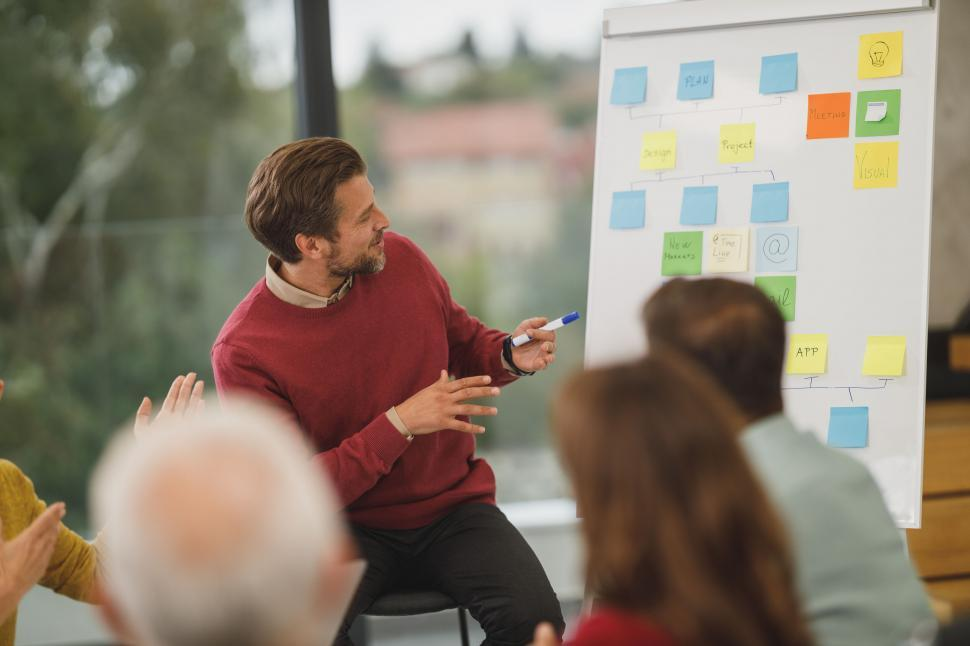 PLAN
MEETING
Design
Project
VISUAL
NEW
MARKETS
TIME
LINE
@
APP